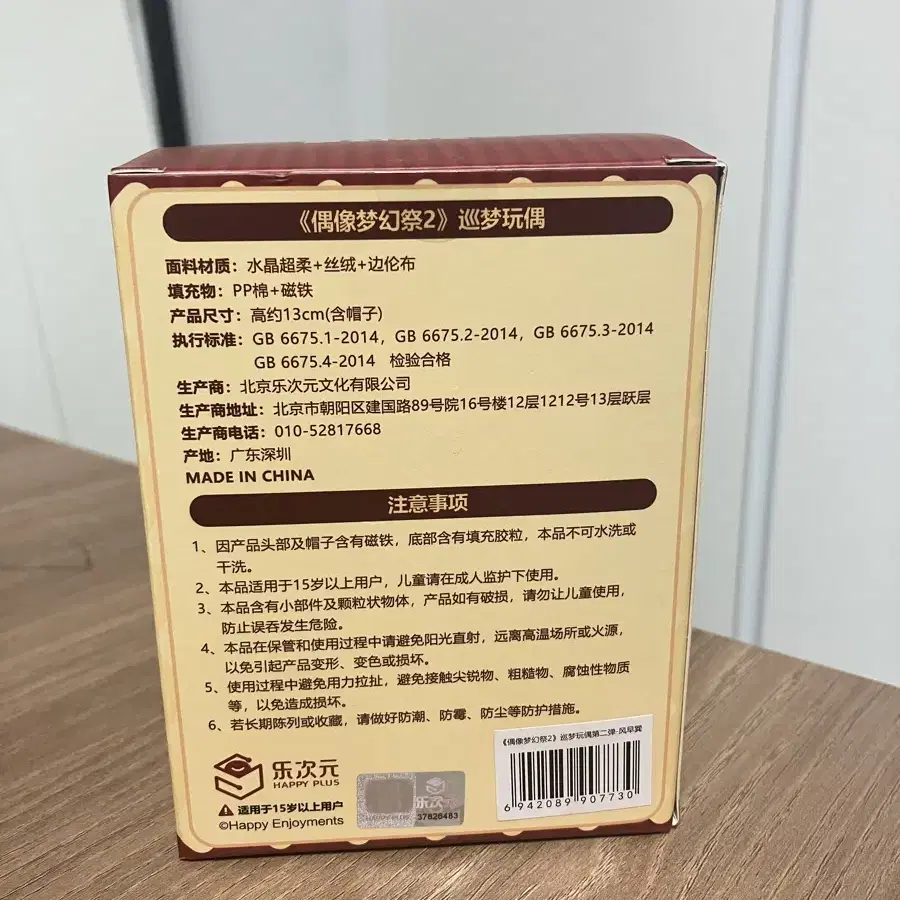 《偶像梦幻祭2》巡梦玩偶
面料材质：水晶超柔+丝绒+边伦布
填充物：PP棉+磁铁
产品尺寸：高约13cm(含帽子)
执行标准：GB 6675.1-2014，GB 6675.2-2014，GB 6675.3-2014
GB 6675.4-2014 检验合格
生产商：北京乐次元文化有限公司
生产商地址：北京市朝阳区建国路89号院16号楼12层1212号13层跃层
生产商电话：010-52817668
产地：广东深圳
MADE IN CHINA
注意事项
1、因产品头部及帽子含有磁铁，底部含有填充胶粒，本品不可水洗或
干洗。
2、本品适用于15岁以上用户，儿童请在成人监护下使用。
3、本品含有小部件及颗粒状物体，产品如有破损，请勿让儿童使用，
防止误吞发生危险。
4、本品在保管和使用过程中请避免阳光直射，远离高温场所或火源，
以免引起产品变形、变色或损坏。
5、使用过程中避免用力拉扯，避免接触尖锐物、粗糙物、腐蚀性物质
等，以免造成损坏。
6、若长期陈列或收藏，请做好防潮、防霉、防尘等防护措施。
《偶像梦幻祭2》巡梦玩偶第二弹-风早巽
6 942089 907730
乐次元
HAPPY PLUS
适用于15岁以上用户
©Happy Enjoyments
乐次元
HAPPY PLUS
37826483